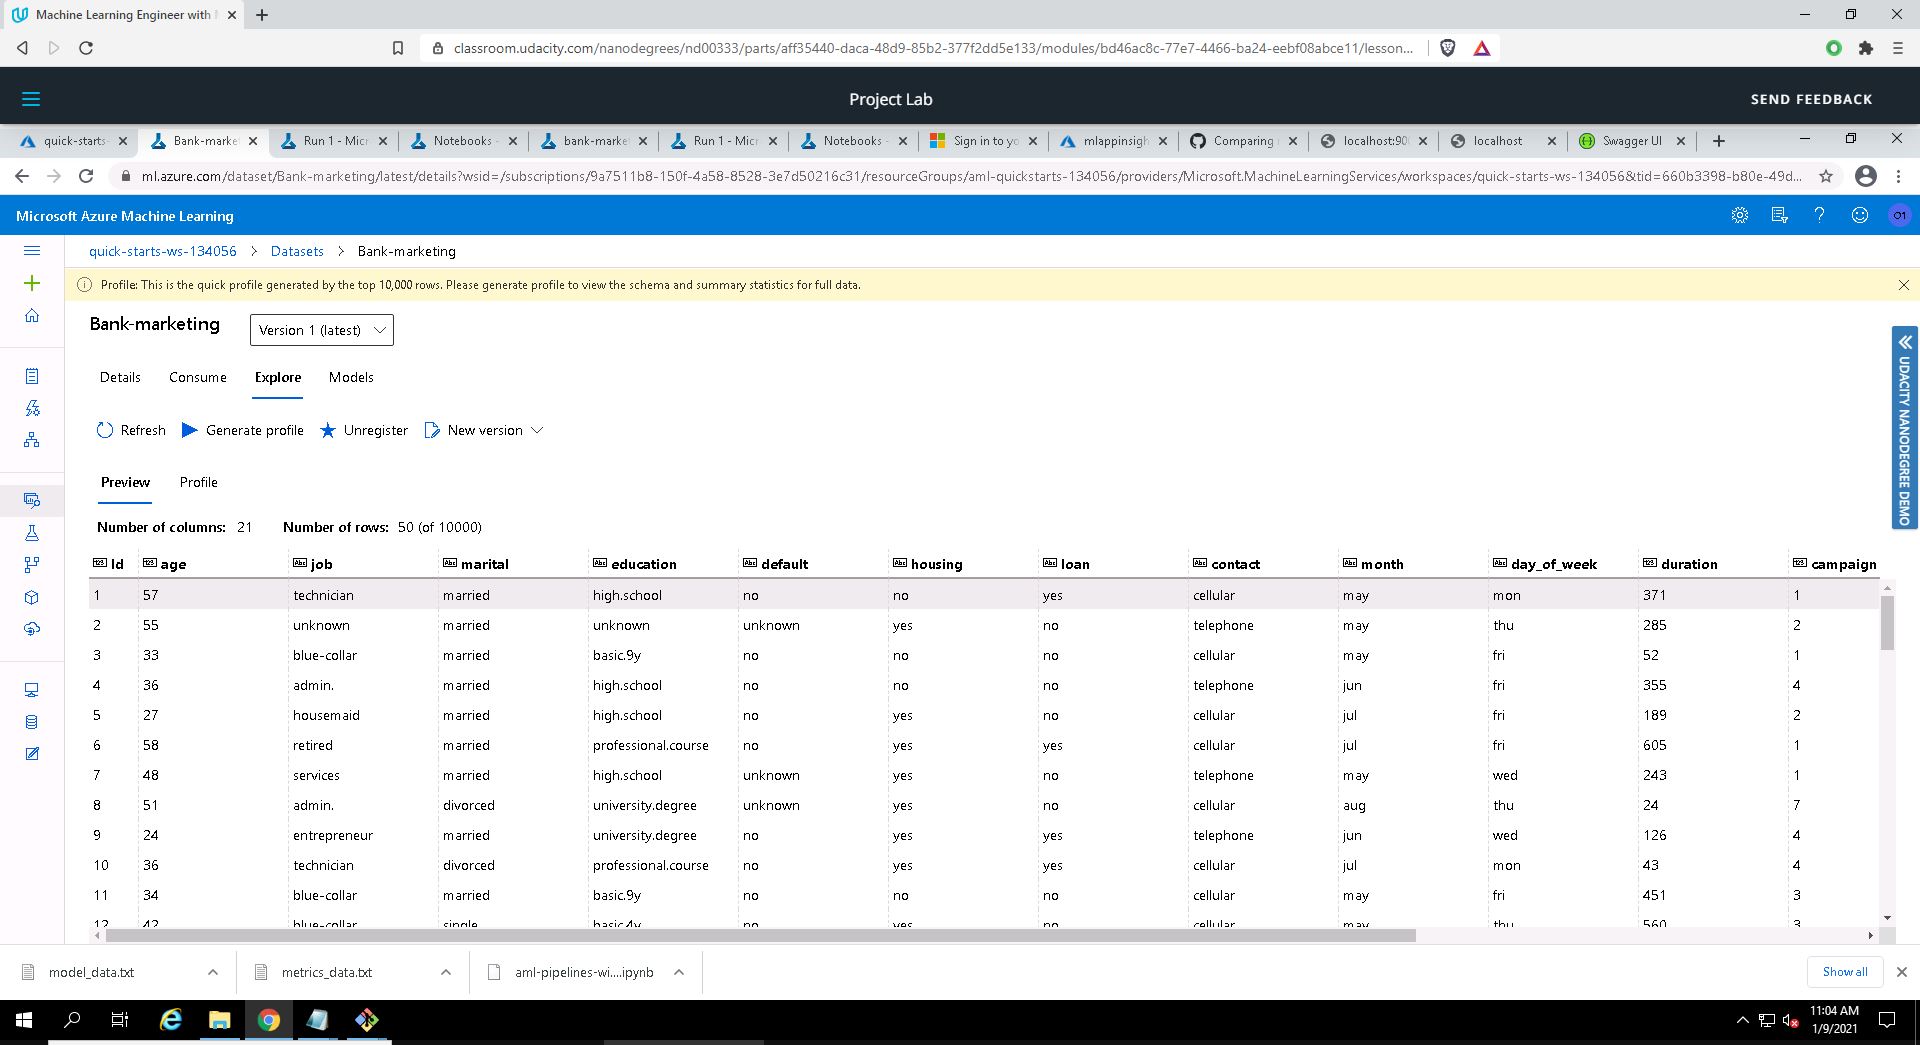 Machine Learning Engineer with
classroom.udacity.com/nanodegrees/nd00333/parts/aff35440-daca-48d9-85b2-377f2dd5e133/modules/bd46ac8c-77e7-4466-ba24-eebf08abce11/lesson...
Project Lab
SEND FEEDBACK
quick-starts- Bank-market Run 1 - Micr Notebooks - bank-market Run 1 - Micr Notebooks - Sign in to yo mlappinsigh Comparing localhost:90 localhost Swagger UI
ml.azure.com/dataset/Bank-marketing/latest/details?wsid=/subscriptions/9a7511b8-150f-4a58-8528-3e7d50216c31/resourceGroups/aml-quickstarts-134056/providers/Microsoft.MachineLearningServices/workspaces/quick-starts-ws-134056&tid=660b3398-b80e-49d...
Microsoft Azure Machine Learning
O1
quick-starts-ws-134056 > Datasets > Bank-marketing
Profile: This is the quick profile generated by the top 10,000 rows. Please generate profile to view the schema and summary statistics for full data.
Bank-marketing
Version 1 (latest)
Details Consume Explore Models
Refresh Generate profile Unregister New version
UDACITY NANODEGREE DEMO
Preview Profile
Number of columns: 21 Number of rows: 50 (of 10000)
123 Id 123 age Abc job Abc marital Abc education Abc default Abc housing Abc loan Abc contact Abc month Abc day_of_week 123 duration 123 campaign
1 57 technician married high.school no no yes cellular may mon 371 1
2 55 unknown married unknown unknown yes no telephone may thu 285 2
3 33 blue-collar married basic.9y no no no cellular may fri 52 1
4 36 admin. married high.school no no no telephone jun fri 355 4
5 27 housemaid married high.school no yes no cellular jul fri 189 2
6 58 retired married professional.course no yes yes cellular jul fri 605 1
7 48 services married high.school unknown yes no telephone may wed 243 1
8 51 admin. divorced university.degree unknown yes no cellular aug thu 24 7
9 24 entrepreneur married university.degree no yes yes telephone jun wed 126 4
10 36 technician divorced professional.course no yes yes cellular jul mon 43 4
11 34 blue-collar married basic.9y no no no cellular may fri 451 3
12 42 blue-collar single basic.4y no yes no cellular may thu 560 3
model_data.txt metrics_data.txt aml-pipelines-wi....ipynb Show all
11:04 AM
1/9/2021